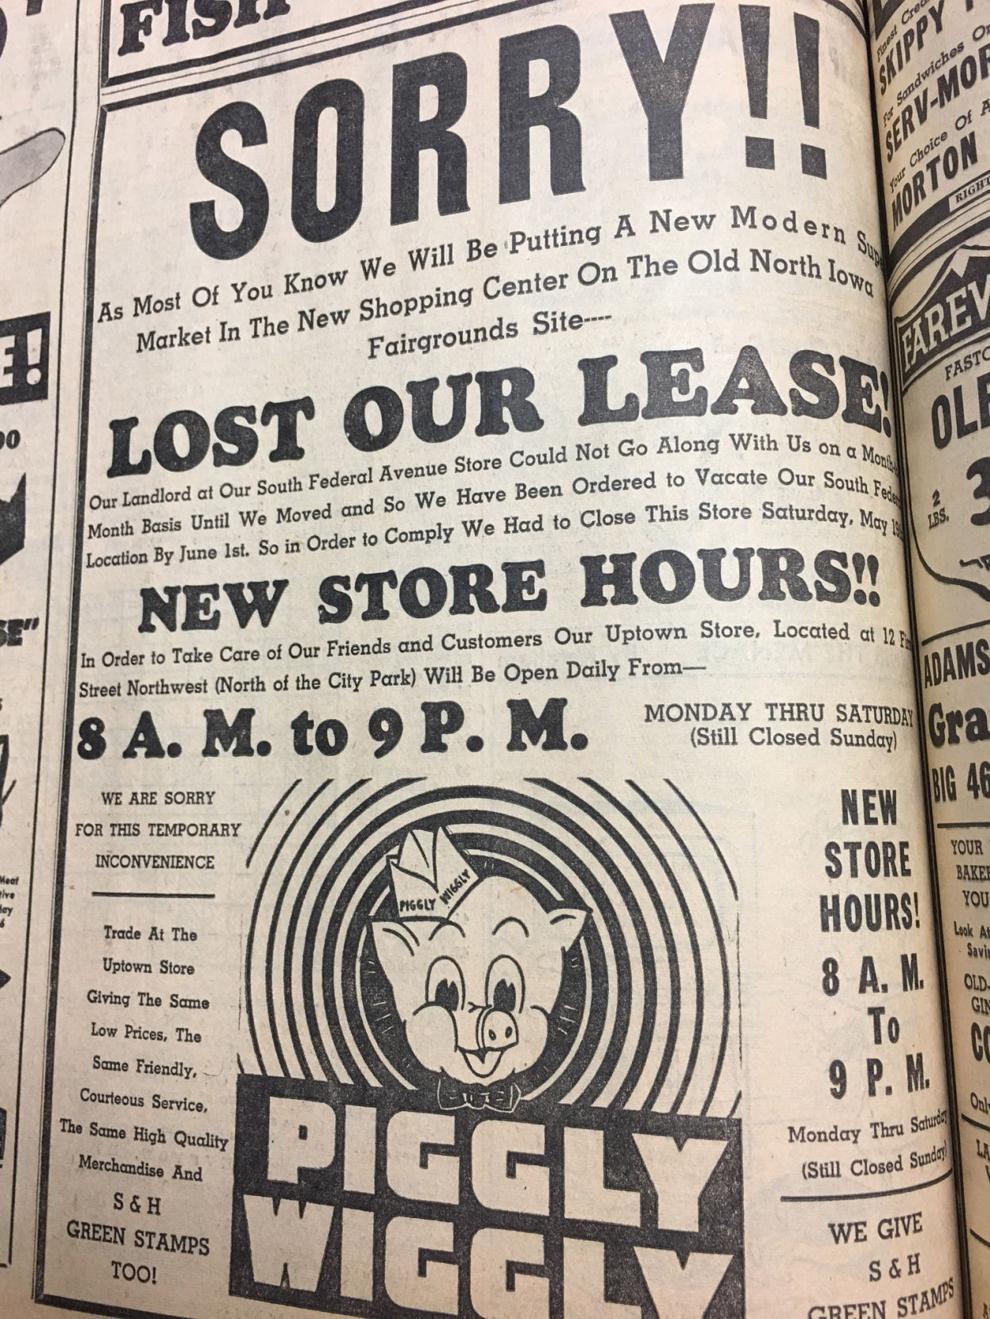 FISH
SORRY!!
As Most Of You Know We Will Be Putting A New Modern
Market In The New Shopping Center On The Old North Iowa
Fairgrounds Site----
LOST OUR LEASE!
Our Landlord at Our South Federal Avenue Store Could Not Go Along With Us on a
Month Basis Until We Moved and So We Have Been Ordered to Vacate Our South
Location By June 1st. So in Order to Comply We Had to Close This Store Saturday, May
NEW STORE HOURS!!
In Order to Take Care of Our Friends and Customers Our Uptown Store, Located at 12
Street Northwest (North of the City Park) Will Be Open Daily From—
8 A. M. to 9 P. M.
MONDAY THRU SATURDAY
(Still Closed Sunday)
WE ARE SORRY
FOR THIS TEMPORARY
INCONVENIENCE
Trade At The
Uptown Store
Giving The Same
Low Prices, The
Same Friendly,
Courteous Service,
The Same High Quality
Merchandise And
S & H
GREEN STAMPS
TOO!
PIGGLY WIGGLY
PIGGLY
WIGGLY
NEW
STORE
HOURS!
8 A. M.
To
9 P. M.
Monday Thru Saturday
(Still Closed Sunday)
WE GIVE
S & H
GREEN STAMPS
SKIPPY
For Sandwiches
Your Choice Of
MORTON
2
LBS.
ADAMS
BIG 46
YOUR
YOU
Look At